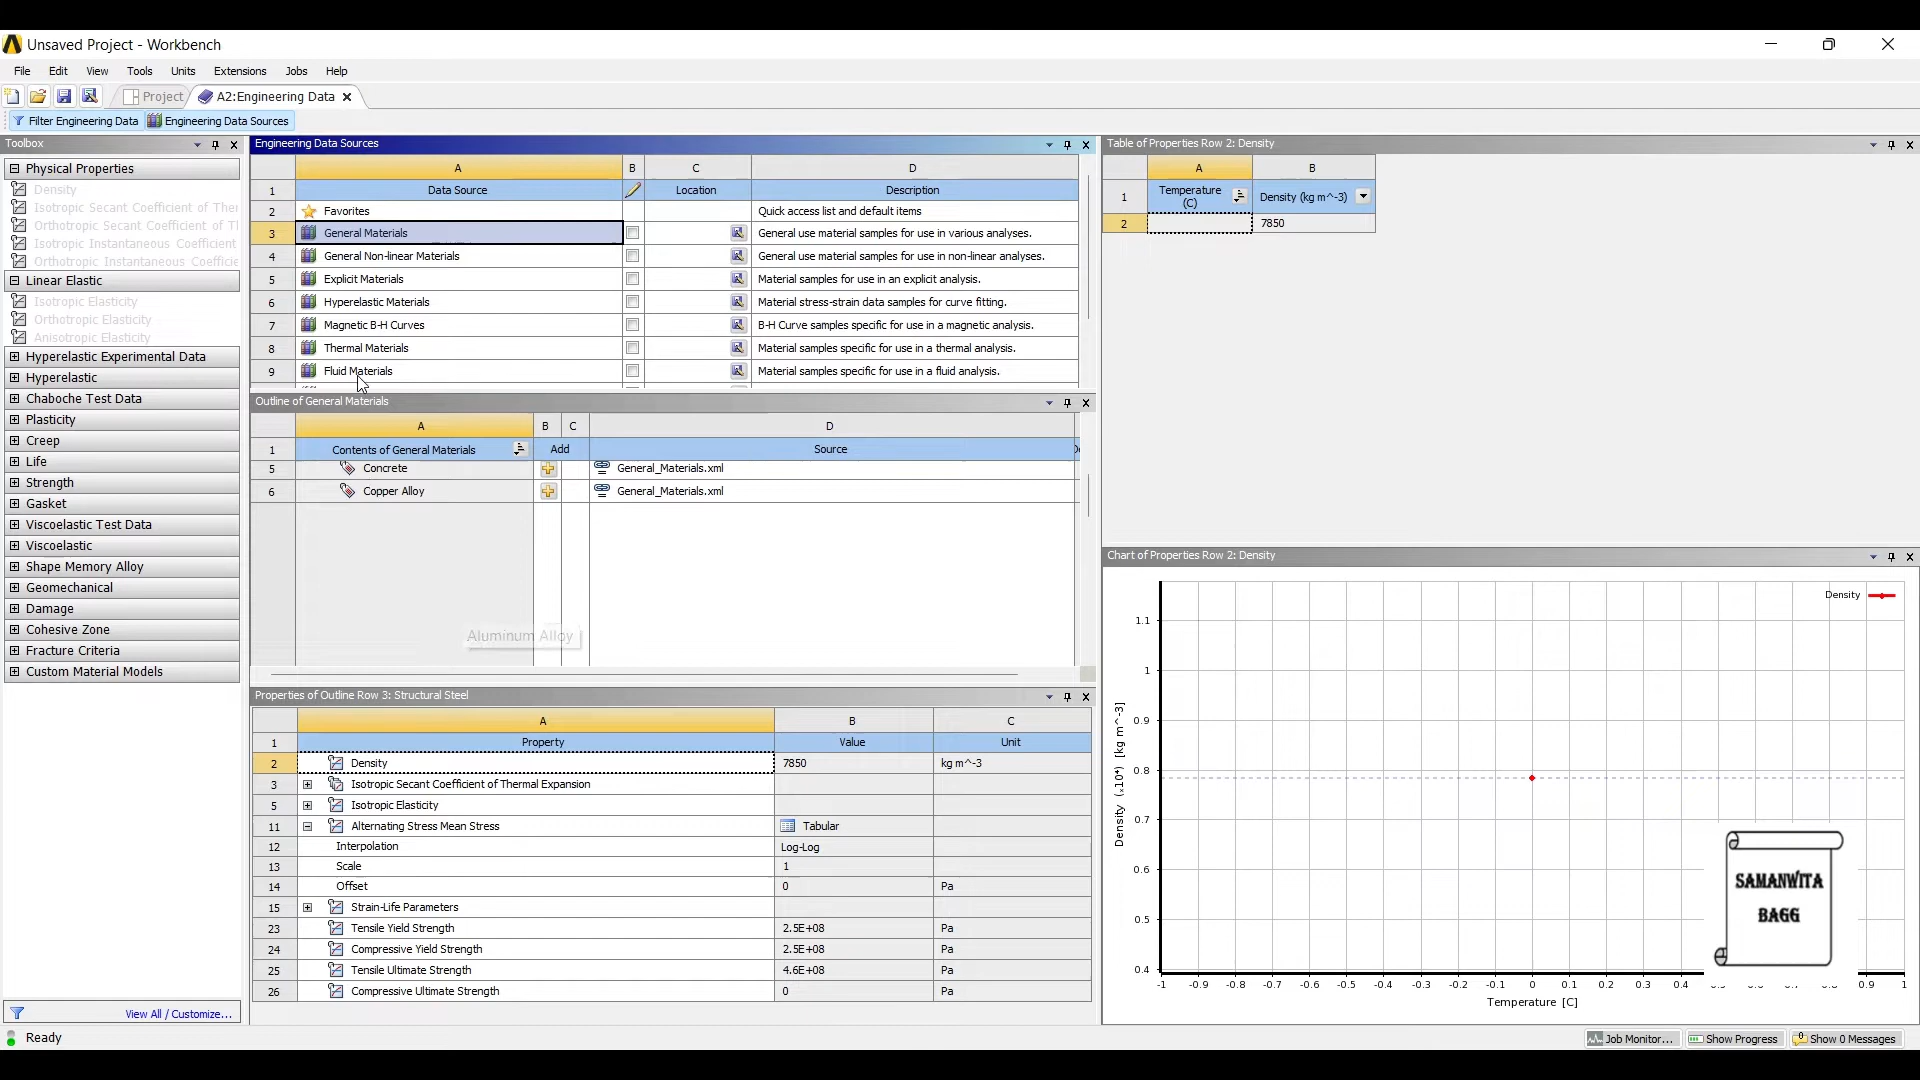 Unsaved Project - Workbench
File Edit View Tools Units Extensions Jobs Help
Project A2:Engineering Data
Filter Engineering Data Engineering Data Sources
Toolbox
Physical Properties
Density
Isotropic Secant Coefficient of Ther
Orthotropic Secant Coefficient of T
Isotropic Instantaneous Coefficient
Orthotropic Instantaneous Coefficie
Linear Elastic
Isotropic Elasticity
Orthotropic Elasticity
Anisotropic Elasticity
Hyperelastic Experimental Data
Hyperelastic
Chaboche Test Data
Plasticity
Creep
Life
Strength
Gasket
Viscoelastic Test Data
Viscoelastic
Shape Memory Alloy
Geomechanical
Damage
Cohesive Zone
Fracture Criteria
Custom Material Models
View All / Customize...
Engineering Data Sources
A B C D
1 Data Source Location Description
2 Favorites Quick access list and default items
3 General Materials General use material samples for use in various analyses.
4 General Non-linear Materials General use material samples for use in non-linear analyses.
5 Explicit Materials Material samples for use in an explicit analysis.
6 Hyperelastic Materials Material stress-strain data samples for curve fitting.
7 Magnetic B-H Curves B-H Curve samples specific for use in a magnetic analysis.
8 Thermal Materials Material samples specific for use in a thermal analysis.
9 Fluid Materials Material samples specific for use in a fluid analysis.
Outline of General Materials
A B C D
1 Contents of General Materials Add Source
5 Concrete General_Materials.xml
6 Copper Alloy General_Materials.xml
Aluminum Alloy
Properties of Outline Row 3: Structural Steel
A B C
1 Property Value Unit
2 Density 7850 kg m^-3
3 Isotropic Secant Coefficient of Thermal Expansion
5 Isotropic Elasticity
11 Alternating Stress Mean Stress Tabular
12 Interpolation Log-Log
13 Scale 1
14 Offset 0 Pa
15 Strain-Life Parameters
23 Tensile Yield Strength 2.5E+08 Pa
24 Compressive Yield Strength 2.5E+08 Pa
25 Tensile Ultimate Strength 4.6E+08 Pa
26 Compressive Ultimate Strength 0 Pa
Table of Properties Row 2: Density
A B
1 Temperature (C) Density (kg m^-3)
2 7850
Chart of Properties Row 2: Density
Density
1.1
1
0.9
0.8
0.7
0.6
0.5
0.4
Density (x10⁴) [kg m^-3]
-1 -0.9 -0.8 -0.7 -0.6 -0.5 -0.4 -0.3 -0.2 -0.1 0 0.1 0.2 0.3 0.4 0.9 1
Temperature [C]
SAMANWITA
BAGG
Ready
Job Monitor... Show Progress Show 0 Messages